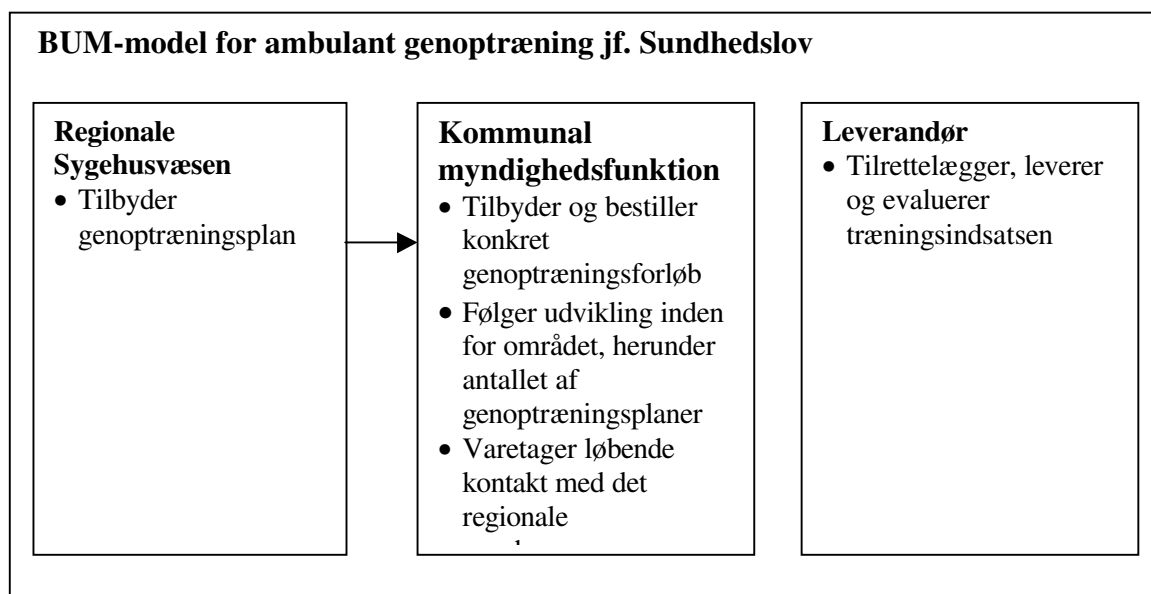 BUM-model for ambulant genoptræning jf. Sundhedslov
Regionale
Sygehusvæsen
• Tilbyder
genoptræningsplan
Kommunal
myndighedsfunktion
• Tilbyder og bestiller
konkret
genoptræningsforløb
• Følger udvikling inden
for området, herunder
antallet af
genoptræningsplaner
• Varetager løbende
kontakt med det
regionale
Leverandør
• Tilrettelægger, leverer
og evaluerer
træningsindsatsen